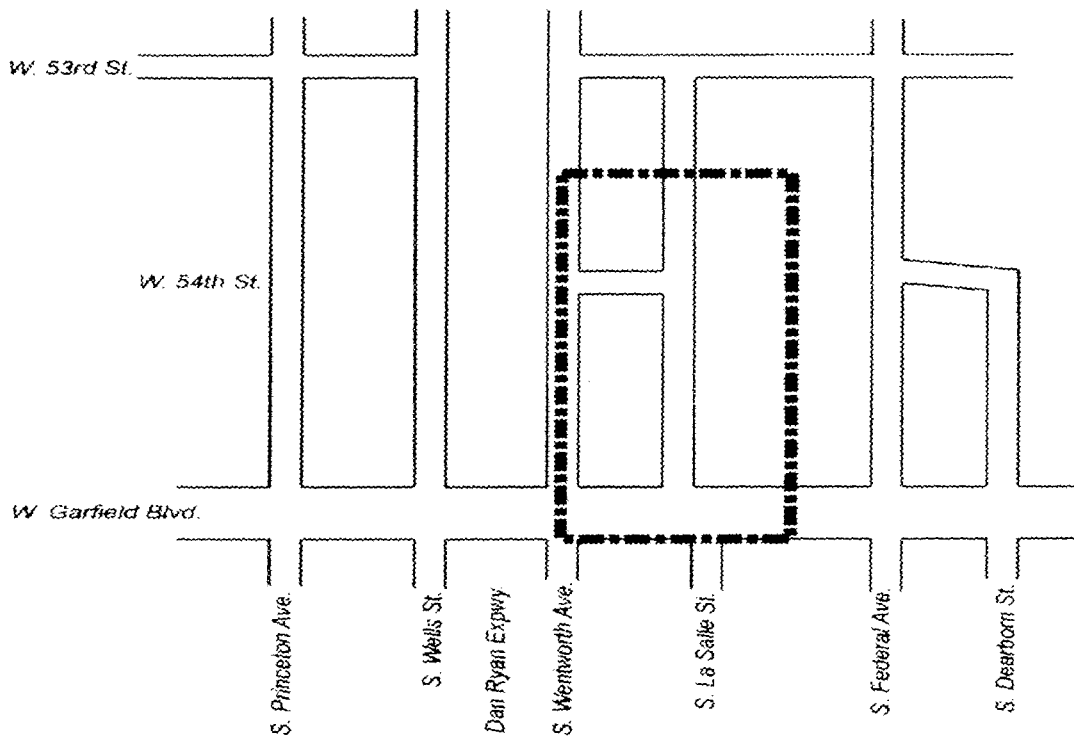 W. 53rd St.
W. 54th St.
W. Garfield Blvd.
S. Princeton Ave.
S. Wells St.
Dan Ryan Expwy
S. Wentworth Ave.
S. La Salle St.
S. Federal Ave.
S. Dearborn St.